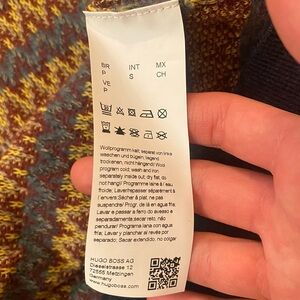 BR INT MX
P S CH
VE
P
Wollprogramm kalt, separat von links
waschen und bügeln, liegend
trocknen, nicht hängend! Wool
program cold, wash and iron
separately inside out, dry flat, do
not hang! Programme laine à l'eau
froide, Laver/repasser séparément à
l'envers. Sécher à plat, ne pas
suspendre! Progr. de lã em água
fria, Lavar e passar a ferro do avesso e
separadamente, secar reto, não
Programa lana con agua
fria, Lavar y planchar al revés por
separado. Secar extendido, no colgar
HUGO BOSS AG
Dieselstrasse 12
72555 Metzingen
Germany
www.hugoboss.com